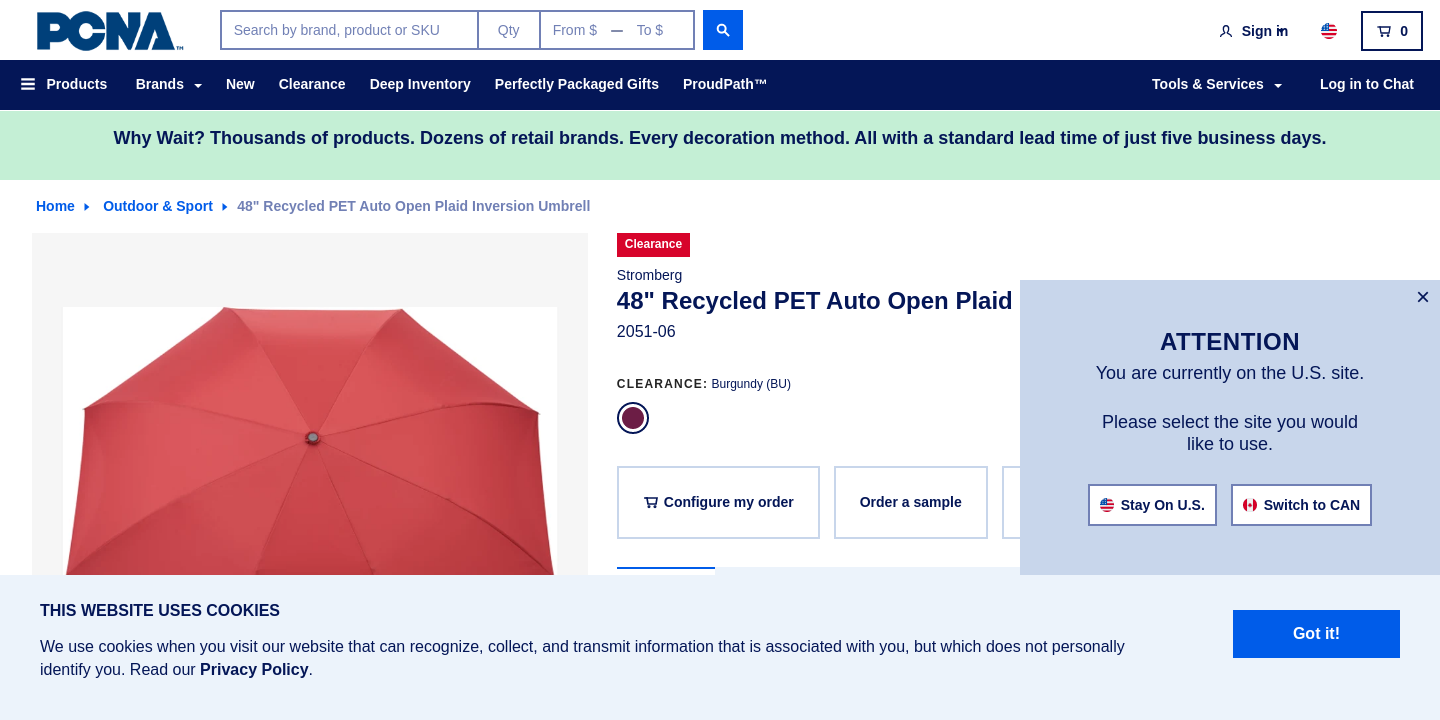 PCNA™
Search by brand, product or SKU
Qty
From $ — To $
Sign in
0
Products
Brands
New
Clearance
Deep Inventory
Perfectly Packaged Gifts
ProudPath™
Tools & Services
Log in to Chat
Why Wait? Thousands of products. Dozens of retail brands. Every decoration method. All with a standard lead time of just five business days.
Home
Outdoor & Sport
48" Recycled PET Auto Open Plaid Inversion Umbrell
Clearance
Stromberg
48" Recycled PET Auto Open Plaid
2051-06
CLEARANCE: Burgundy (BU)
Configure my order
Order a sample
×
ATTENTION
You are currently on the U.S. site.
Please select the site you would
like to use.
Stay On U.S.
Switch to CAN
THIS WEBSITE USES COOKIES
We use cookies when you visit our website that can recognize, collect, and transmit information that is associated with you, but which does not personally
identify you. Read our Privacy Policy.
Got it!